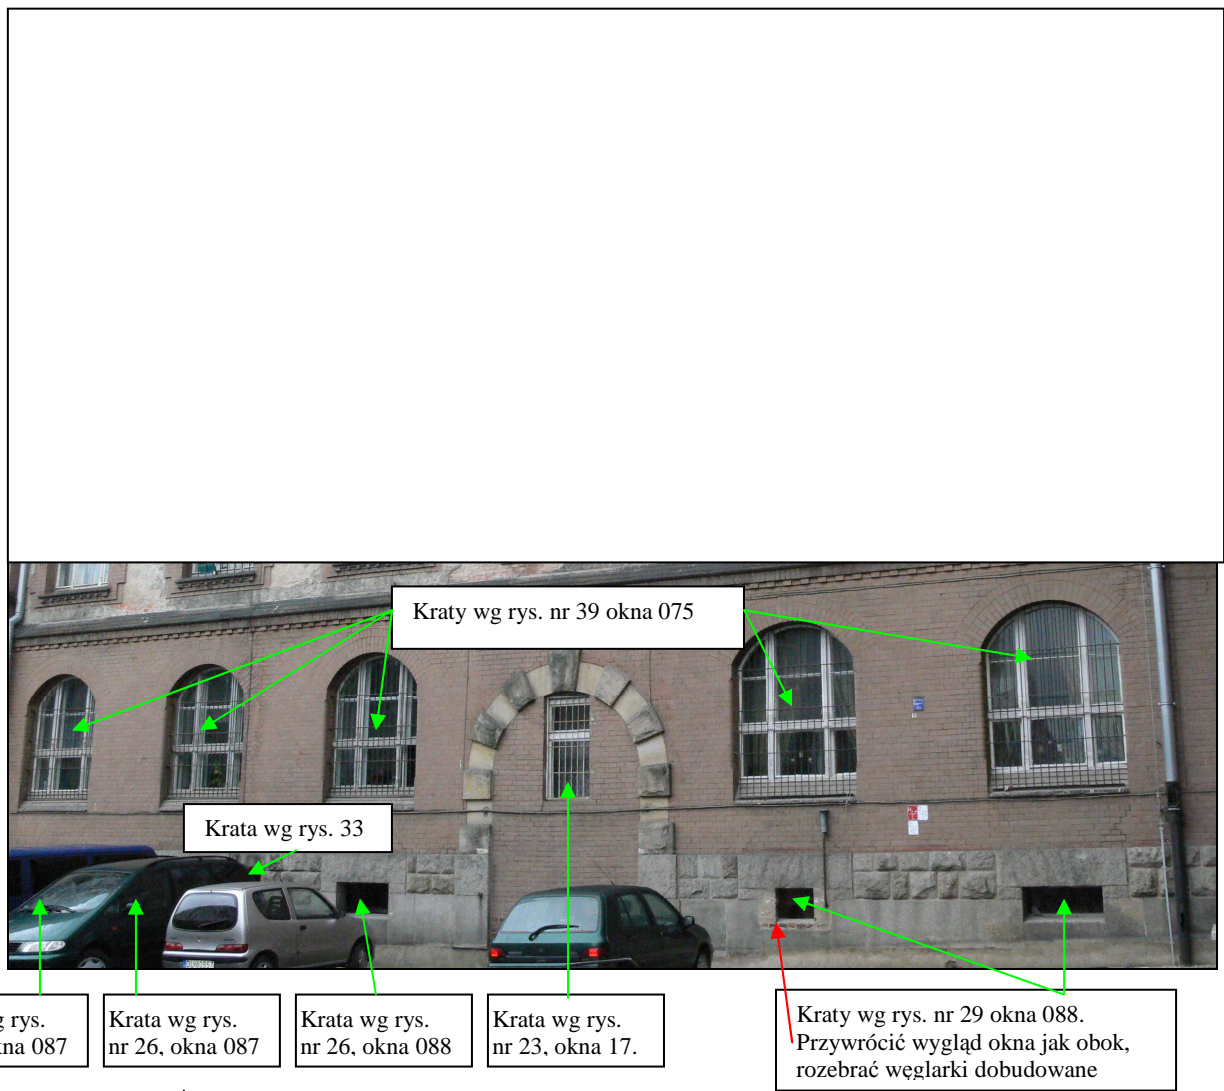 Kraty wg rys. nr 39 okna 075
Krata wg rys. 33
g rys.
kna 087
Krata wg rys.
nr 26, okna 087
Krata wg rys.
nr 26, okna 088
Krata wg rys.
nr 23, okna 17.
Kraty wg rys. nr 29 okna 088.
Przywrócić wygląd okna jak obok,
rozebrać węglarki dobudowane